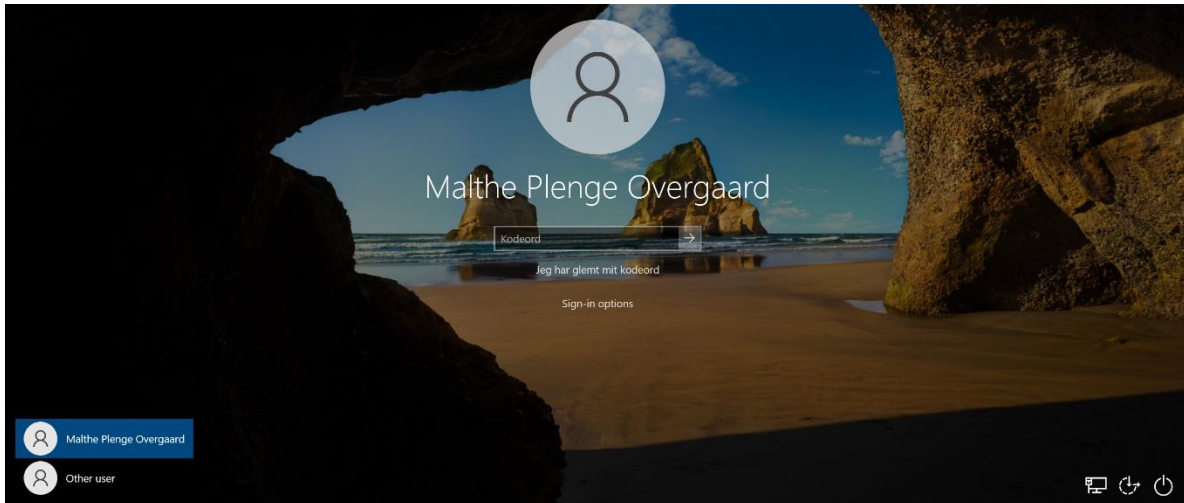 Malthe Plenge Overgaard
Kodeord
Jeg har glemt mit kodeord
Sign-in options
Malthe Plenge Overgaard
Other user